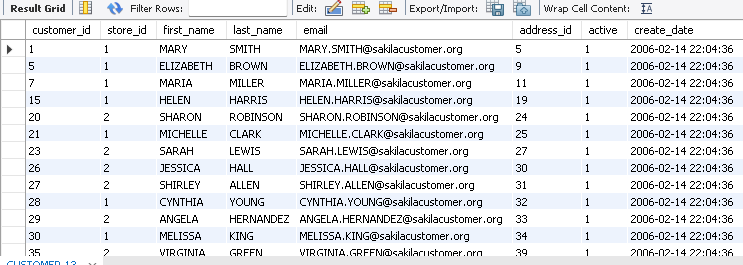 Result Grid Filter Rows: Edit: Export/Import: Wrap Cell Content:
customer_id store_id first_name last_name email address_id active create_date
1 1 MARY SMITH MARY.SMITH@sakilacustomer.org 5 1 2006-02-14 22:04:36
5 1 ELIZABETH BROWN ELIZABETH.BROWN@sakilacustomer.org 9 1 2006-02-14 22:04:36
7 1 MARIA MILLER MARIA.MILLER@sakilacustomer.org 11 1 2006-02-14 22:04:36
15 1 HELEN HARRIS HELEN.HARRIS@sakilacustomer.org 19 1 2006-02-14 22:04:36
20 2 SHARON ROBINSON SHARON.ROBINSON@sakilacustomer.org 24 1 2006-02-14 22:04:36
21 1 MICHELLE CLARK MICHELLE.CLARK@sakilacustomer.org 25 1 2006-02-14 22:04:36
23 2 SARAH LEWIS SARAH.LEWIS@sakilacustomer.org 27 1 2006-02-14 22:04:36
26 2 JESSICA HALL JESSICA.HALL@sakilacustomer.org 30 1 2006-02-14 22:04:36
27 2 SHIRLEY ALLEN SHIRLEY.ALLEN@sakilacustomer.org 31 1 2006-02-14 22:04:36
28 1 CYNTHIA YOUNG CYNTHIA.YOUNG@sakilacustomer.org 32 1 2006-02-14 22:04:36
29 2 ANGELA HERNANDEZ ANGELA.HERNANDEZ@sakilacustomer.org 33 1 2006-02-14 22:04:36
30 1 MELISSA KING MELISSA.KING@sakilacustomer.org 34 1 2006-02-14 22:04:36
35 2 VIRGINIA GREEN VIRGINIA.GREEN@sakilacustomer.org 39 1 2006-02-14 22:04:36
CUSTOMER 13